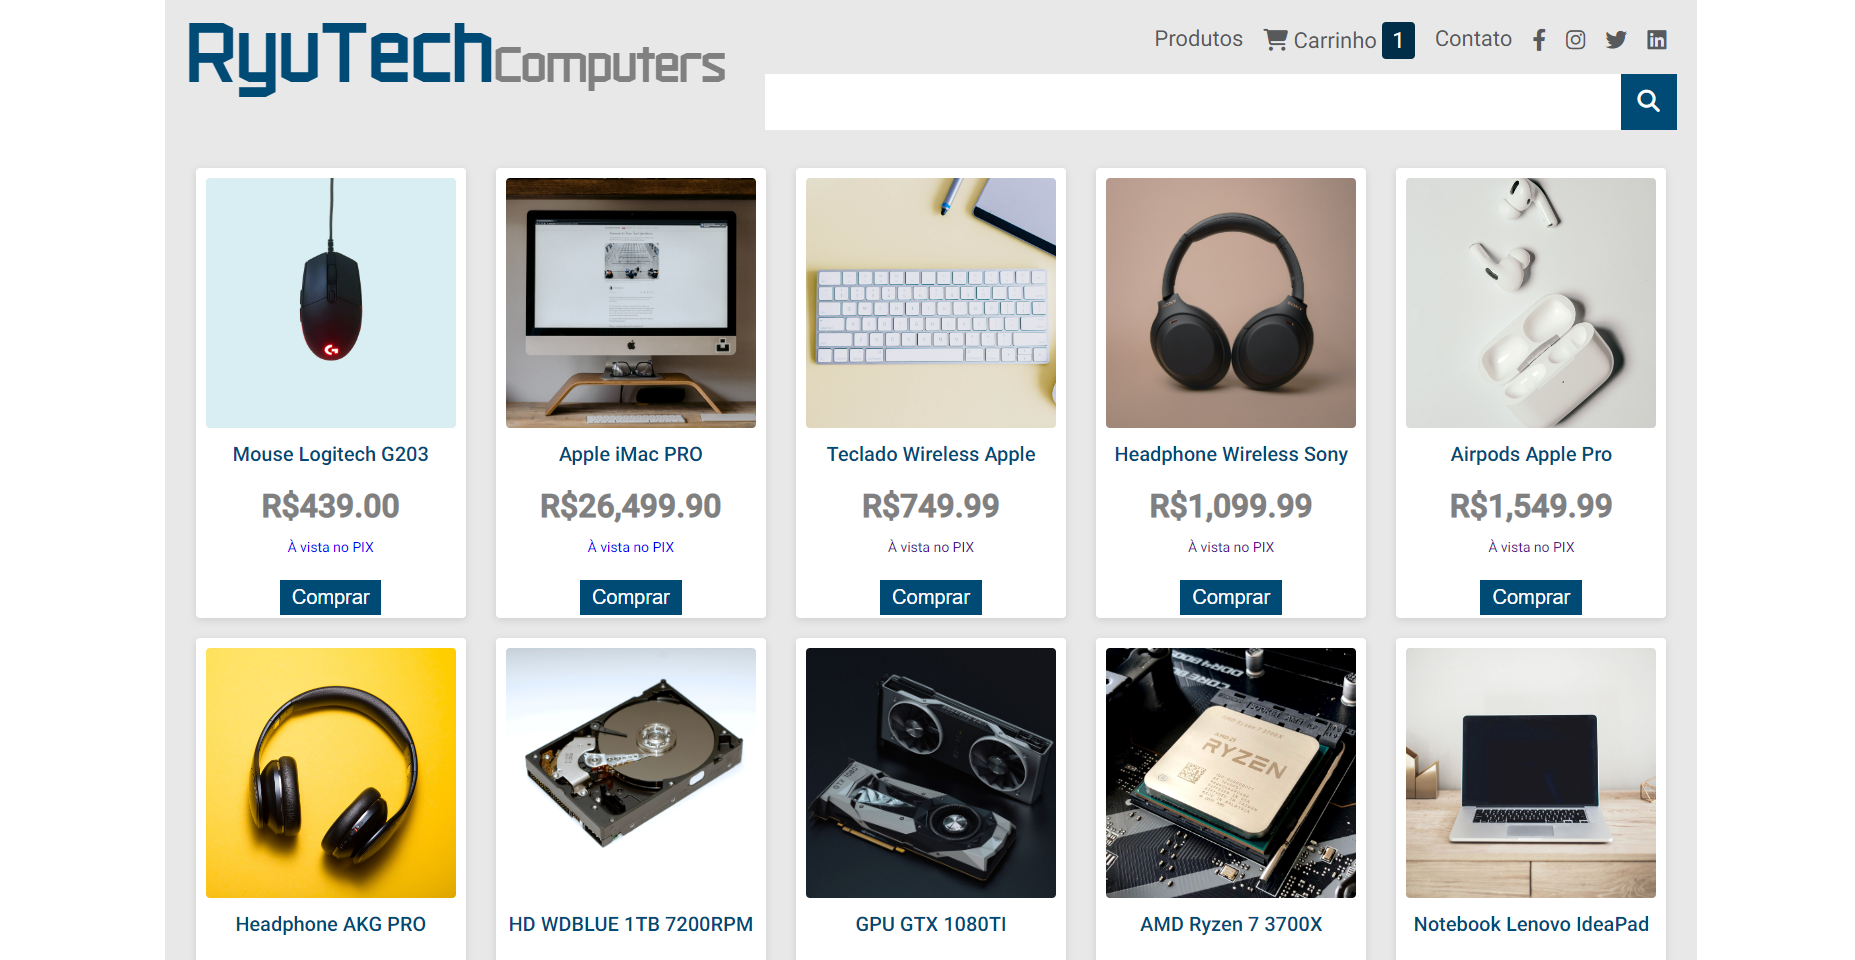 RyuTechComputers
Produtos Carrinho 1 Contato
Mouse Logitech G203
R$439.00
À vista no PIX
Comprar
Apple iMac PRO
R$26,499.90
À vista no PIX
Comprar
Teclado Wireless Apple
R$749.99
À vista no PIX
Comprar
Headphone Wireless Sony
R$1,099.99
À vista no PIX
Comprar
Airpods Apple Pro
R$1,549.99
À vista no PIX
Comprar
Headphone AKG PRO
HD WDBLUE 1TB 7200RPM
GPU GTX 1080TI
AMD
RYZEN
AMD Ryzen 7 3700X
Notebook Lenovo IdeaPad